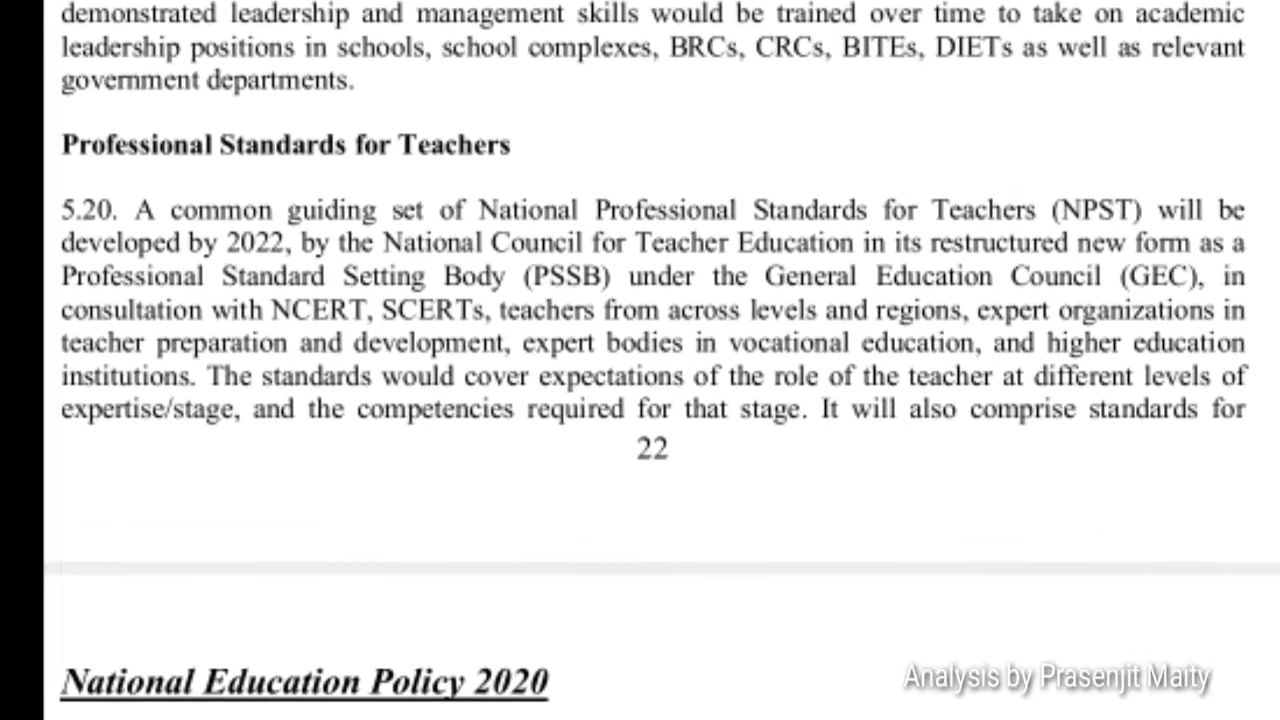 demonstrated leadership and management skills would be trained over time to take on academic
leadership positions in schools, school complexes, BRCs, CRCs, BITEs, DIETs as well as relevant
government departments.
Professional Standards for Teachers
5.20. A common guiding set of National Professional Standards for Teachers (NPST) will be
developed by 2022, by the National Council for Teacher Education in its restructured new form as a
Professional Standard Setting Body (PSSB) under the General Education Council (GEC), in
consultation with NCERT, SCERTs, teachers from across levels and regions, expert organizations in
teacher preparation and development, expert bodies in vocational education, and higher education
institutions. The standards would cover expectations of the role of the teacher at different levels of
expertise/stage, and the competencies required for that stage. It will also comprise standards for
22
National Education Policy 2020
Analysis by Prasenjit Maity